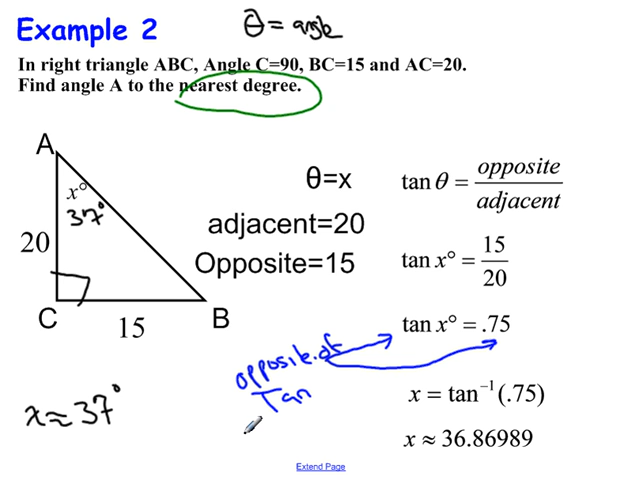 Example 2
θ = angle
In right triangle ABC, Angle C=90, BC=15 and AC=20.
Find angle A to the nearest degree.
A
x°
37°
20
C
15
B
θ=x
adjacent=20
Opposite=15
tan θ = opposite / adjacent
tan x° = 15 / 20
tan x° = .75
opposite of
Tan
x = tan⁻¹(.75)
x ≈ 36.86989
x ≈ 37°
Extend Page